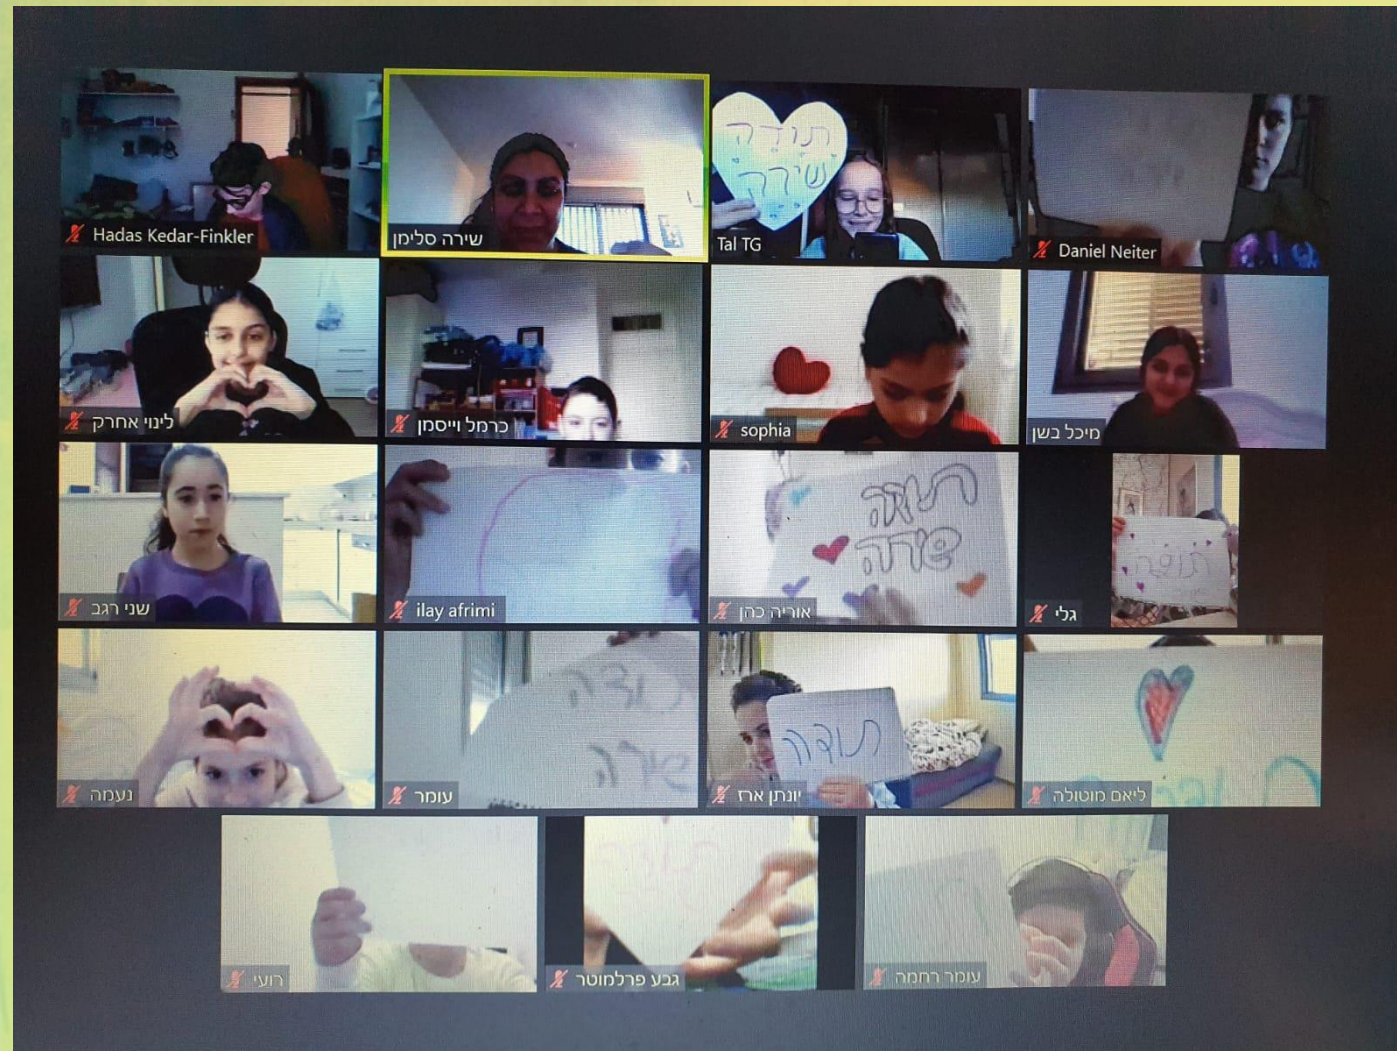 Hadas Kedar-Finkler
שירה סלימן
תודה
שירה
Tal TG
Daniel Neiter
לינוי אחרק
כרמל וייסמן
sophia
מיכל בשן
שני רגב
ilay afrimi
תודה
שירה
אוריה כהן
תודה
שירה
גלי
נעמה
תודה
שירה
עומר
תודה
יונתן ארז
ליאם מוטולה
רועי
תודה
גבע פרלמוטר
עומר רחמה